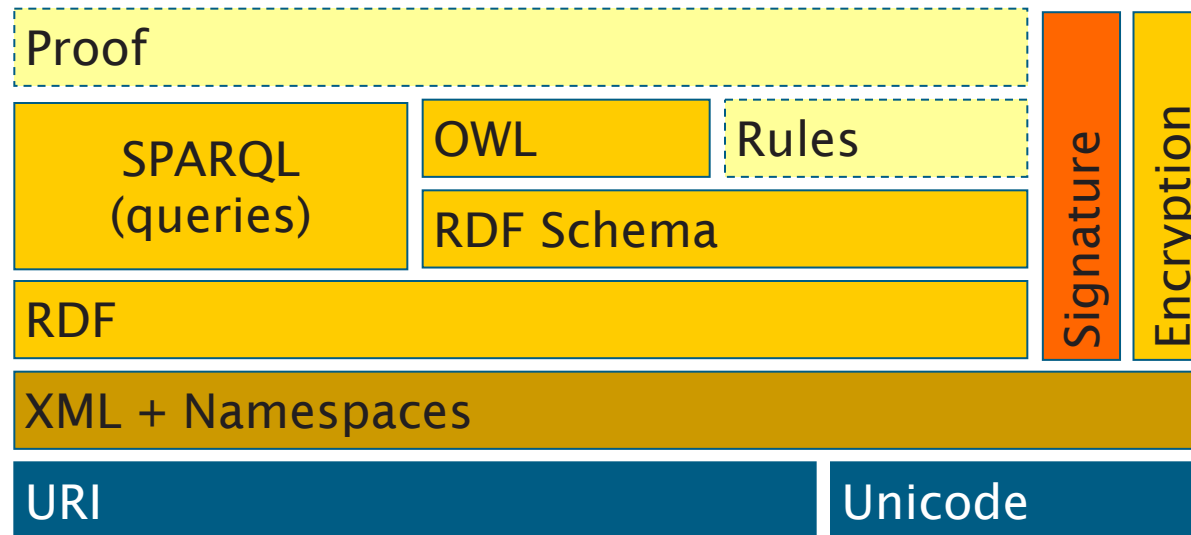 Proof
SPARQL
(queries)
OWL
Rules
RDF Schema
RDF
Signature
Encryption
XML + Namespaces
URI
Unicode